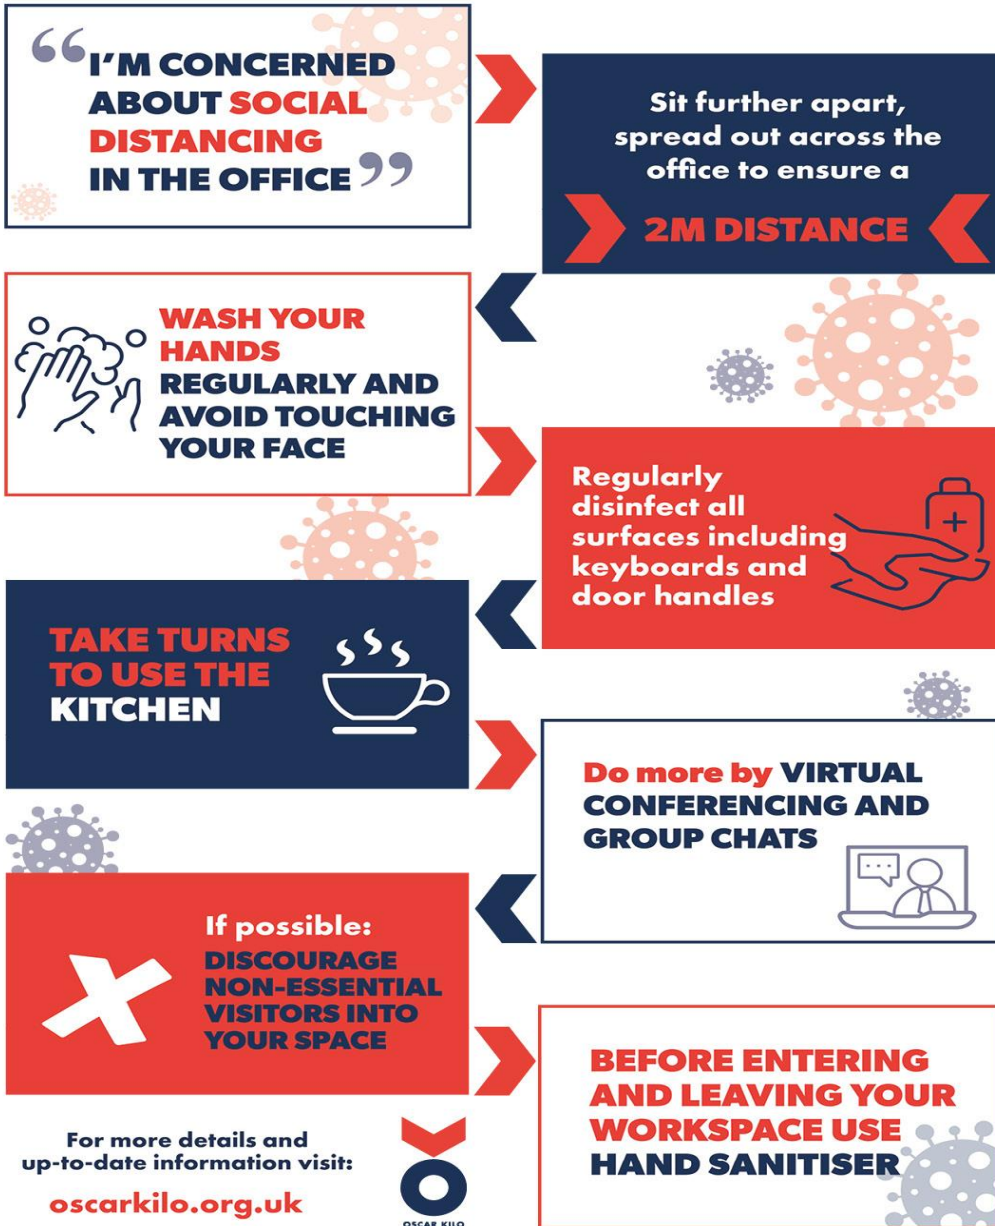 “I’M CONCERNED
ABOUT SOCIAL
DISTANCING
IN THE OFFICE”
Sit further apart,
spread out across the
office to ensure a
2M DISTANCE
WASH YOUR
HANDS
REGULARLY AND
AVOID TOUCHING
YOUR FACE
Regularly
disinfect all
surfaces including
keyboards and
door handles
TAKE TURNS
TO USE THE
KITCHEN
Do more by VIRTUAL
CONFERENCING AND
GROUP CHATS
If possible:
DISCOURAGE
NON-ESSENTIAL
VISITORS INTO
YOUR SPACE
BEFORE ENTERING
AND LEAVING YOUR
WORKSPACE USE
HAND SANITISER
For more details and
up-to-date information visit:
oscarkilo.org.uk
OSCAR KILO